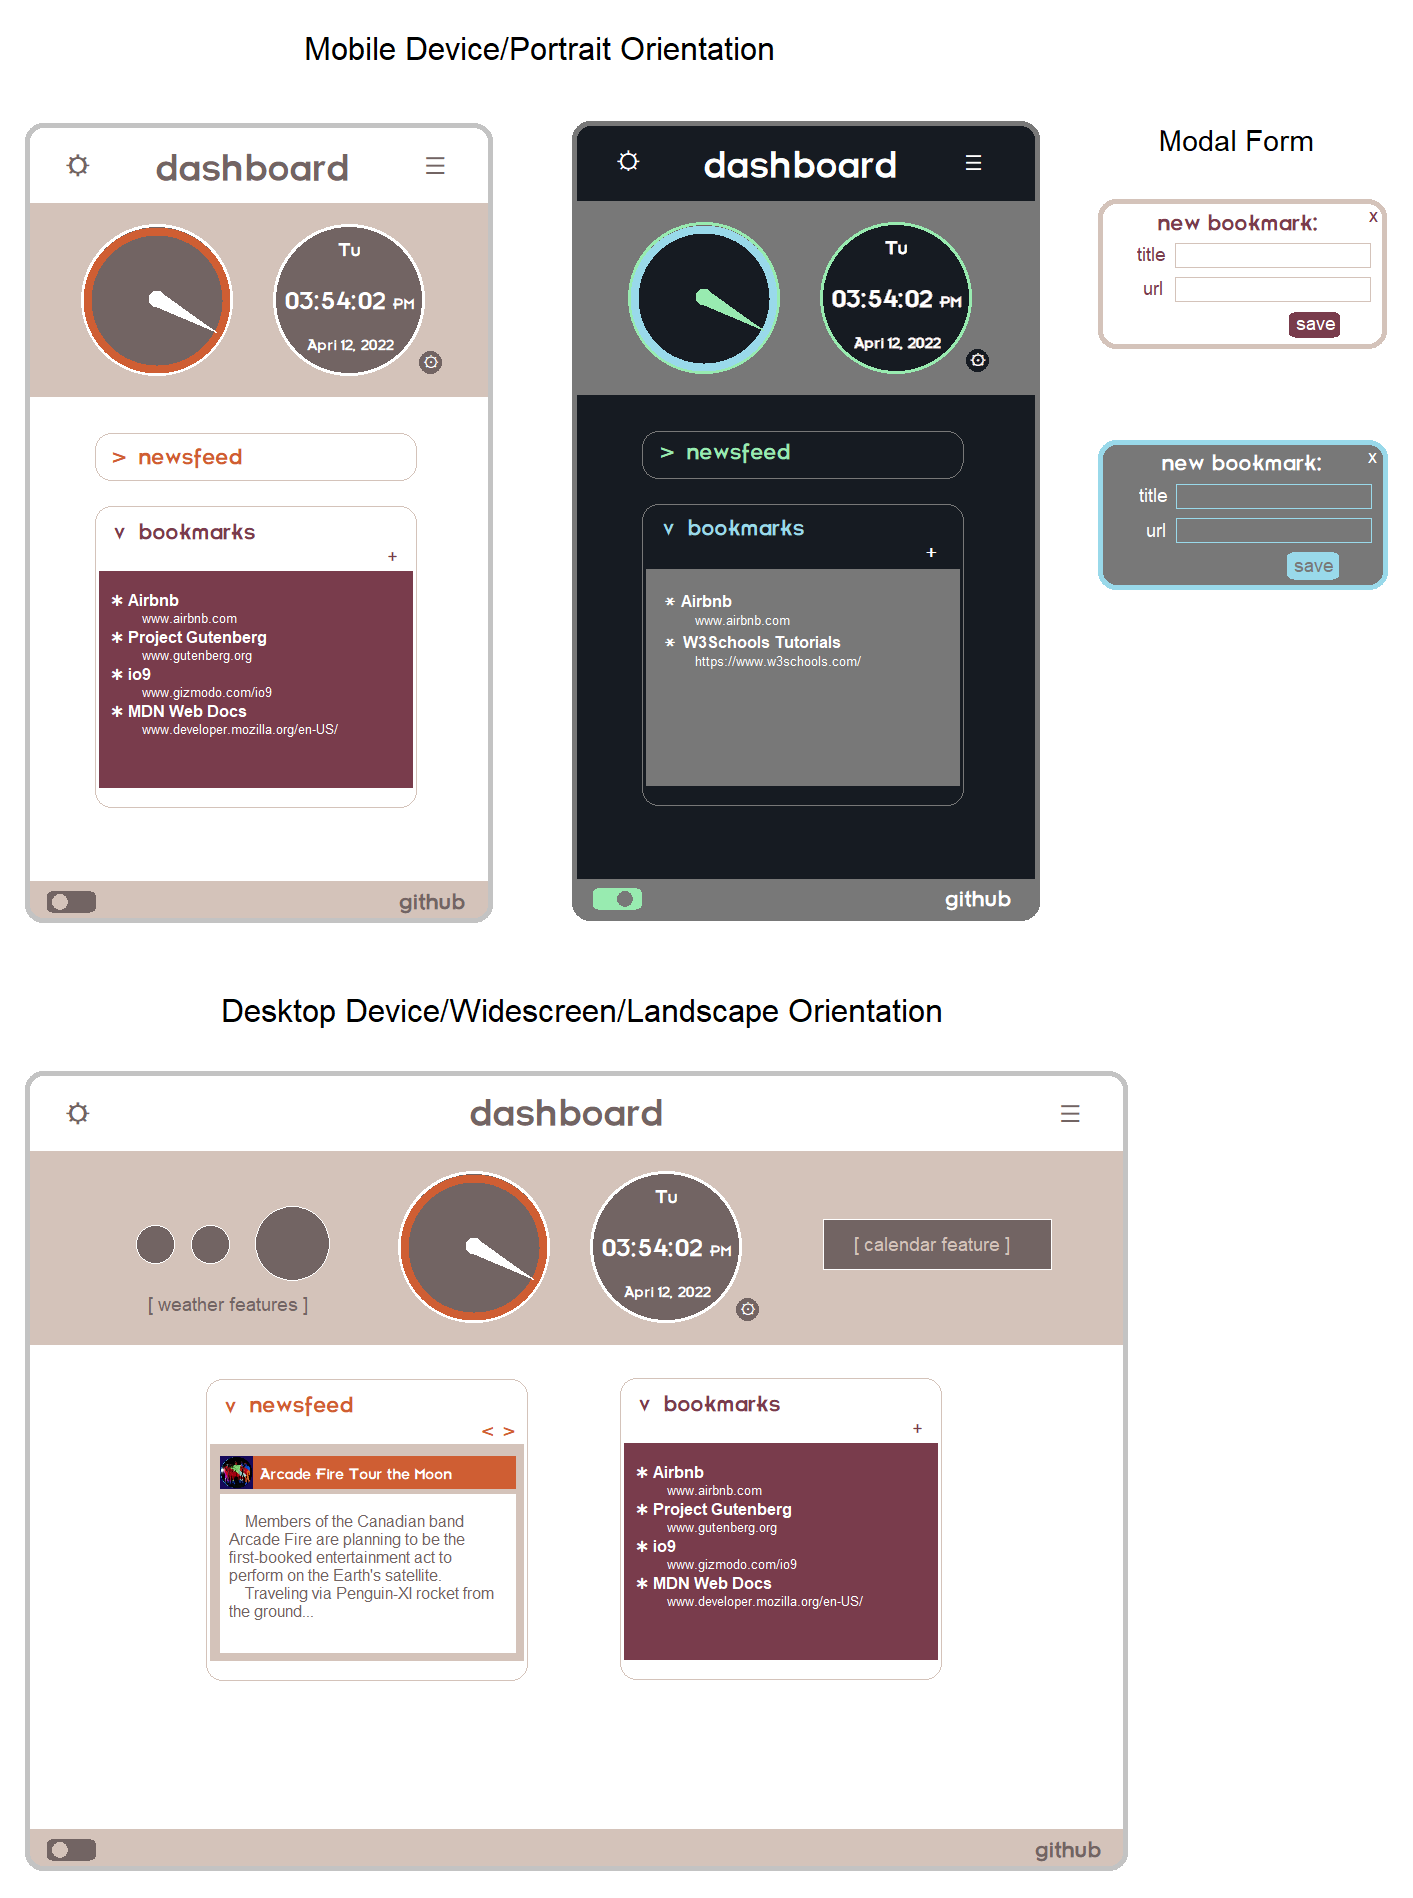 Mobile Device/Portrait Orientation
dashboard
Tu
03:54:02 PM
Apri 12, 2022
> newsfeed
v bookmarks
+
* Airbnb
www.airbnb.com
* Project Gutenberg
www.gutenberg.org
* io9
www.gizmodo.com/io9
* MDN Web Docs
www.developer.mozilla.org/en-US/
github
dashboard
Tu
03:54:02 PM
Apri 12, 2022
> newsfeed
v bookmarks
+
* Airbnb
www.airbnb.com
* W3Schools Tutorials
https://www.w3schools.com/
github
Modal Form
new bookmark: x
title
url
save
new bookmark: x
title
url
save
Desktop Device/Widescreen/Landscape Orientation
dashboard
[ weather features ]
Tu
03:54:02 PM
Apri 12, 2022
[ calendar feature ]
v newsfeed
< >
Arcade Fire Tour the Moon
Members of the Canadian band
Arcade Fire are planning to be the
first-booked entertainment act to
perform on the Earth's satellite.
Traveling via Penguin-XI rocket from
the ground...
v bookmarks
+
* Airbnb
www.airbnb.com
* Project Gutenberg
www.gutenberg.org
* io9
www.gizmodo.com/io9
* MDN Web Docs
www.developer.mozilla.org/en-US/
github